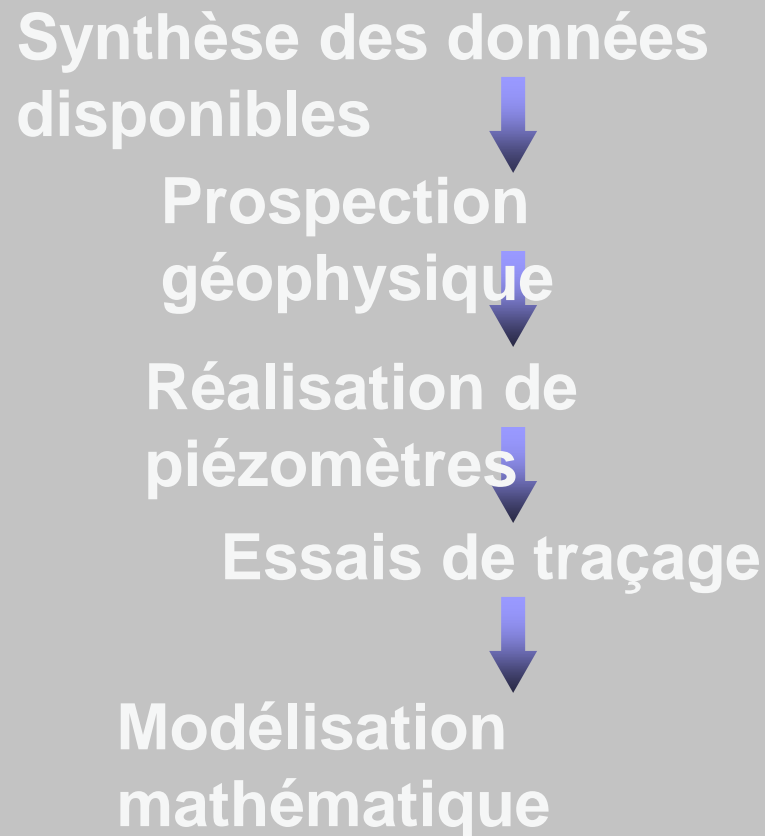 Synthèse des données
disponibles
Prospection
géophysique
Réalisation de
piézomètres
Essais de traçage
Modélisation
mathématique